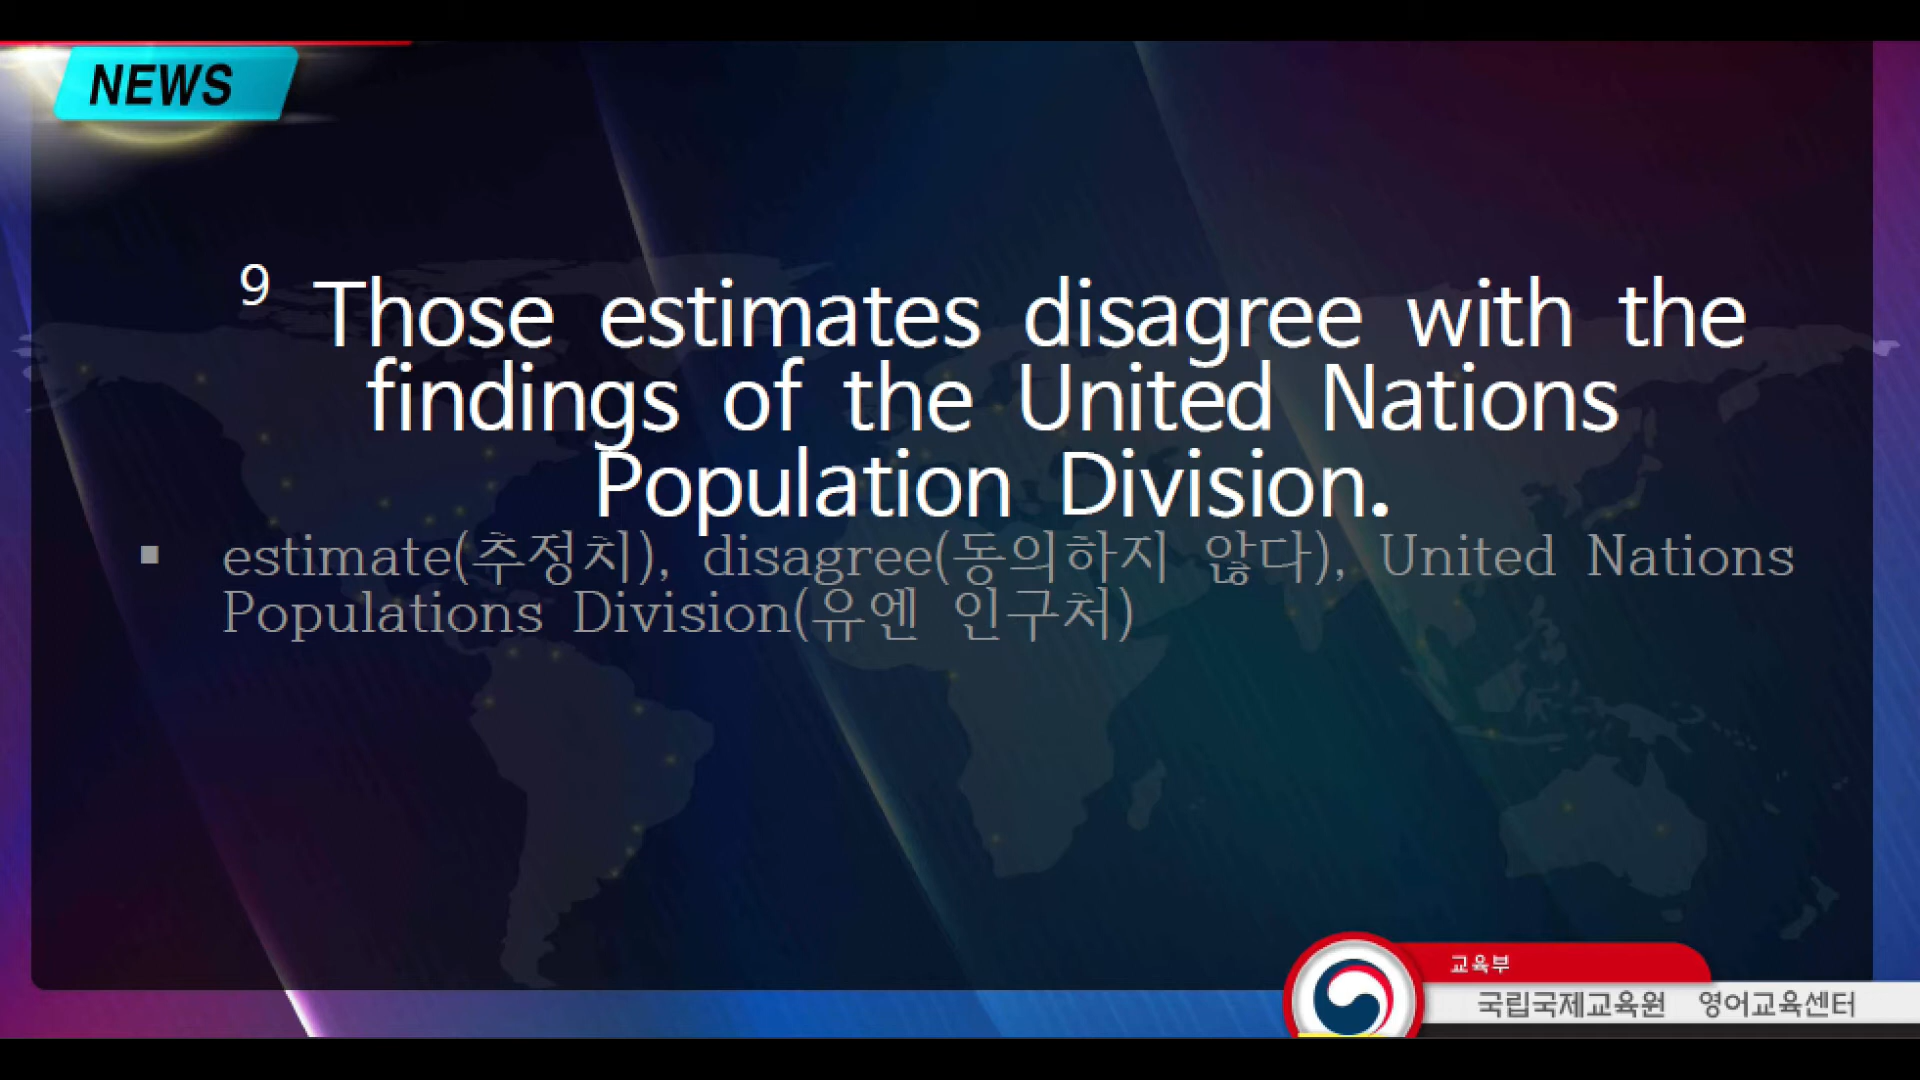 NEWS
9 Those estimates disagree with the
findings of the United Nations
Population Division.
▪ estimate(추정치), disagree(동의하지 않다), United Nations
Populations Division(유엔 인구처)
교육부
국립국제교육원 영어교육센터